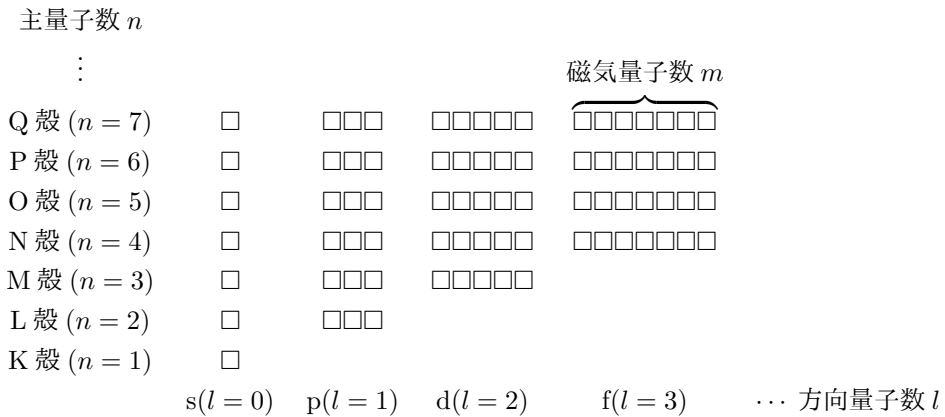 主量子数 n
⋮
磁気量子数 m
Q 殻 (n = 7) □ □□□ □□□□□ □□□□□□□
P 殻 (n = 6) □ □□□ □□□□□ □□□□□□□
O 殻 (n = 5) □ □□□ □□□□□ □□□□□□□
N 殻 (n = 4) □ □□□ □□□□□ □□□□□□□
M 殻 (n = 3) □ □□□ □□□□□
L 殻 (n = 2) □ □□□
K 殻 (n = 1) □
s(l = 0) p(l = 1) d(l = 2) f(l = 3) ⋯ 方向量子数 l